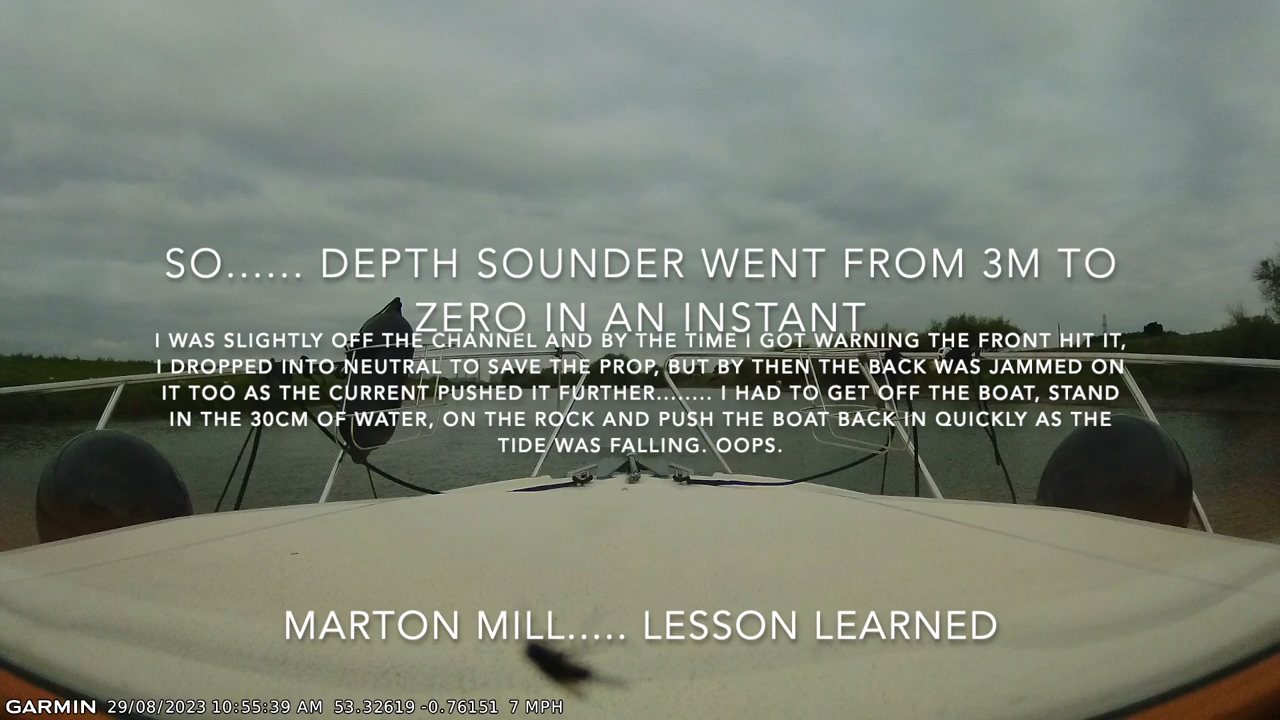 SO...... DEPTH SOUNDER WENT FROM 3M TO
ZERO IN AN INSTANT
I WAS SLIGHTLY OFF THE CHANNEL AND BY THE TIME I GOT WARNING THE FRONT HIT IT,
I DROPPED INTO NEUTRAL TO SAVE THE PROP, BUT BY THEN THE BACK WAS JAMMED ON
IT TOO AS THE CURRENT PUSHED IT FURTHER........ I HAD TO GET OFF THE BOAT, STAND
IN THE 30CM OF WATER, ON THE ROCK AND PUSH THE BOAT BACK IN QUICKLY AS THE
TIDE WAS FALLING. OOPS.
MARTON MILL..... LESSON LEARNED
GARMIN 29/08/2023 10:55:39 AM 53.32619 -0.76151 7 MPH